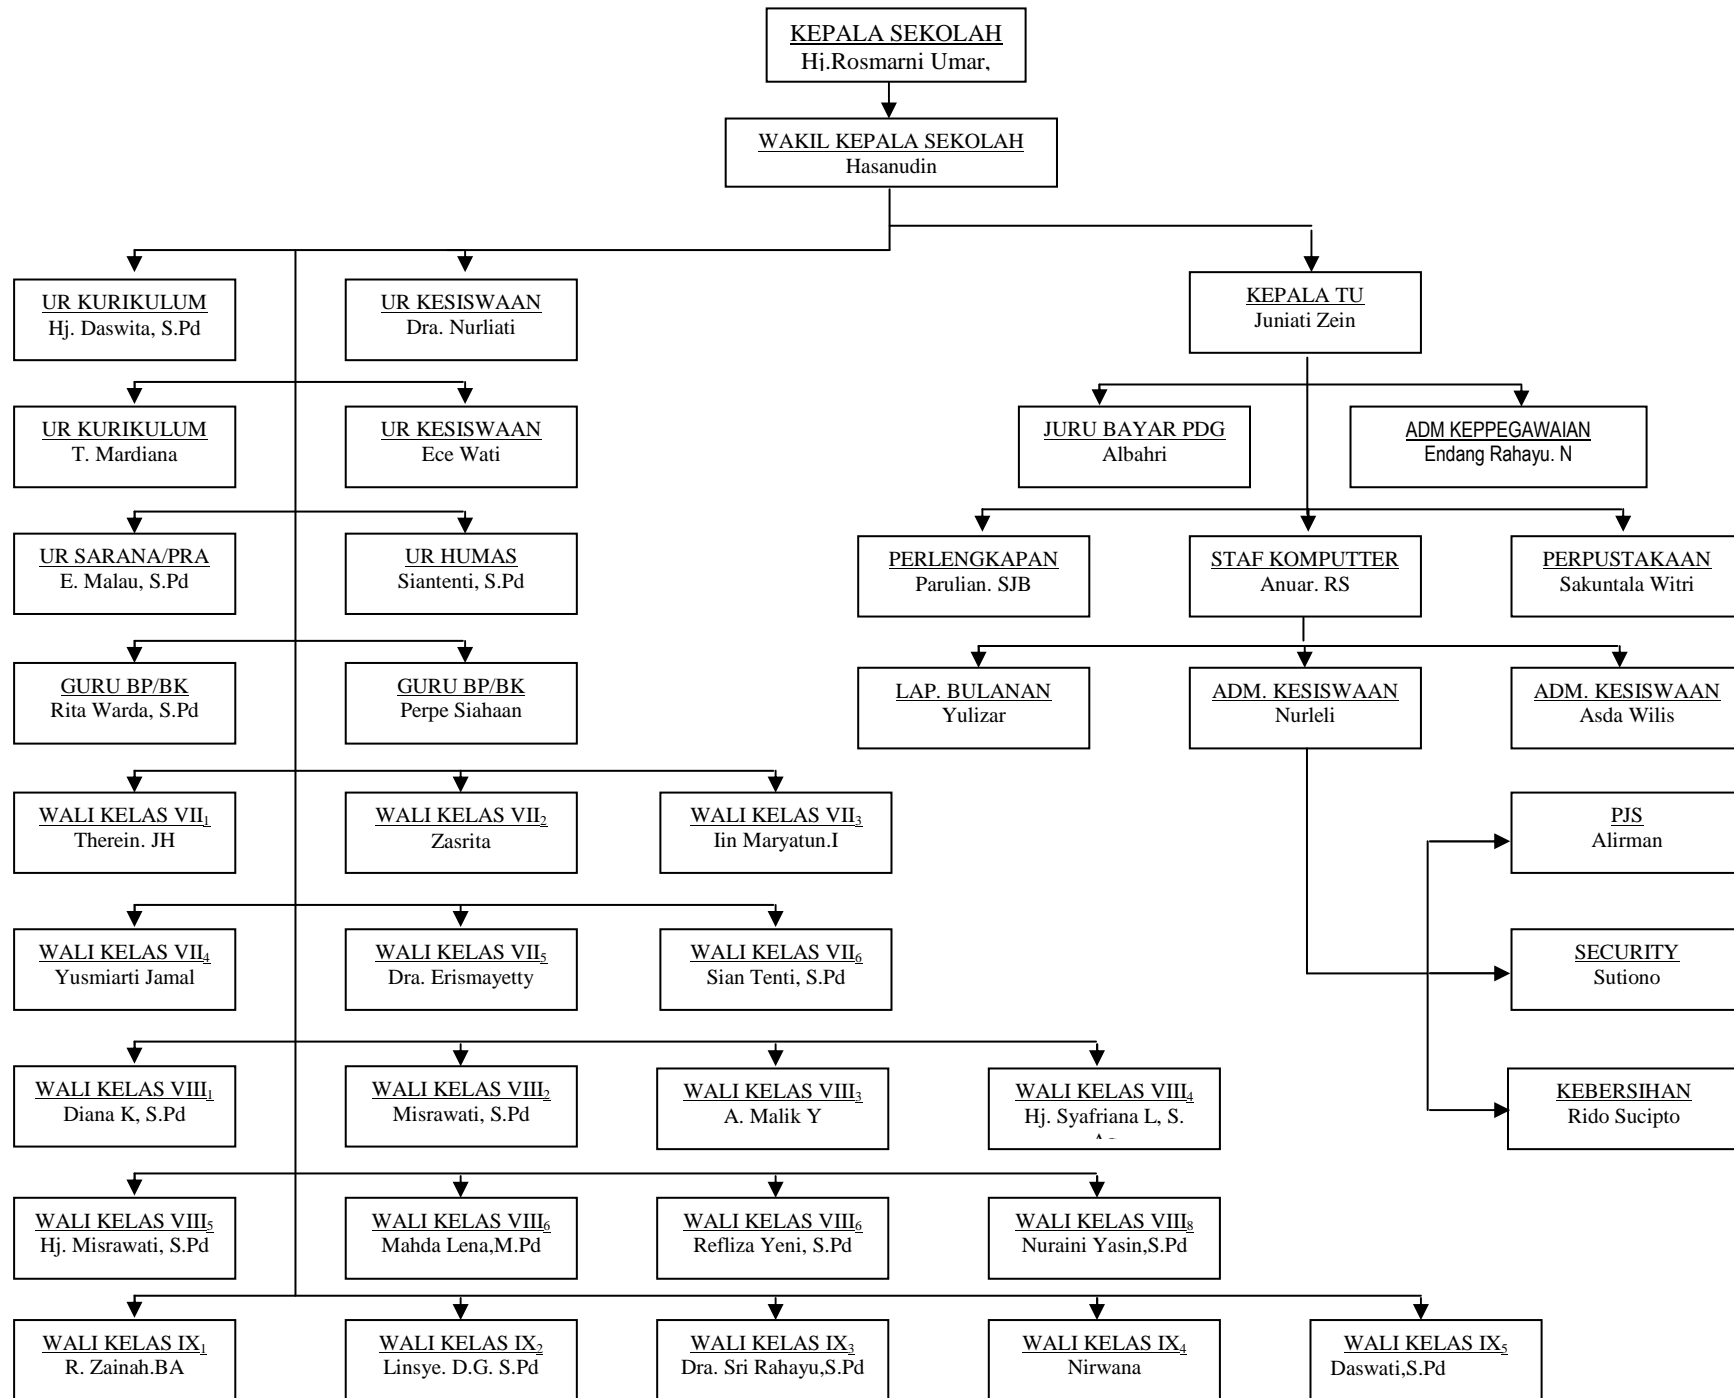 KEPALA SEKOLAH
Hj.Rosmarni Umar,
WAKIL KEPALA SEKOLAH
Hasanudin
UR KURIKULUM
Hj. Daswita, S.Pd
UR KESISWAAN
Dra. Nurliati
KEPALA TU
Juniati Zein
UR KURIKULUM
T. Mardiana
UR KESISWAAN
Ece Wati
JURU BAYAR PDG
Albahri
ADM KEPPEGAWAIAN
Endang Rahayu. N
UR SARANA/PRA
E. Malau, S.Pd
UR HUMAS
Siantenti, S.Pd
PERLENGKAPAN
Parulian. SJB
STAF KOMPUTTER
Anuar. RS
PERPUSTAKAAN
Sakuntala Witri
GURU BP/BK
Rita Warda, S.Pd
GURU BP/BK
Perpe Siahaan
LAP. BULANAN
Yulizar
ADM. KESISWAAN
Nurleli
ADM. KESISWAAN
Asda Wilis
WALI KELAS VII₁
Therein. JH
WALI KELAS VII₂
Zasrita
WALI KELAS VII₃
Iin Maryatun.I
PJS
Alirman
WALI KELAS VII₄
Yusmiarti Jamal
WALI KELAS VII₅
Dra. Erismayetty
WALI KELAS VII₆
Sian Tenti, S.Pd
SECURITY
Sutiono
WALI KELAS VIII₁
Diana K, S.Pd
WALI KELAS VIII₂
Misrawati, S.Pd
WALI KELAS VIII₃
A. Malik Y
WALI KELAS VIII₄
Hj. Syafriana L, S.
KEBERSIHAN
Rido Sucipto
WALI KELAS VIII₅
Hj. Misrawati, S.Pd
WALI KELAS VIII₆
Mahda Lena,M.Pd
WALI KELAS VIII₆
Refliza Yeni, S.Pd
WALI KELAS VIII₈
Nuraini Yasin,S.Pd
WALI KELAS IX₁
R. Zainah.BA
WALI KELAS IX₂
Linsye. D.G. S.Pd
WALI KELAS IX₃
Dra. Sri Rahayu,S.Pd
WALI KELAS IX₄
Nirwana
WALI KELAS IX₅
Daswati,S.Pd